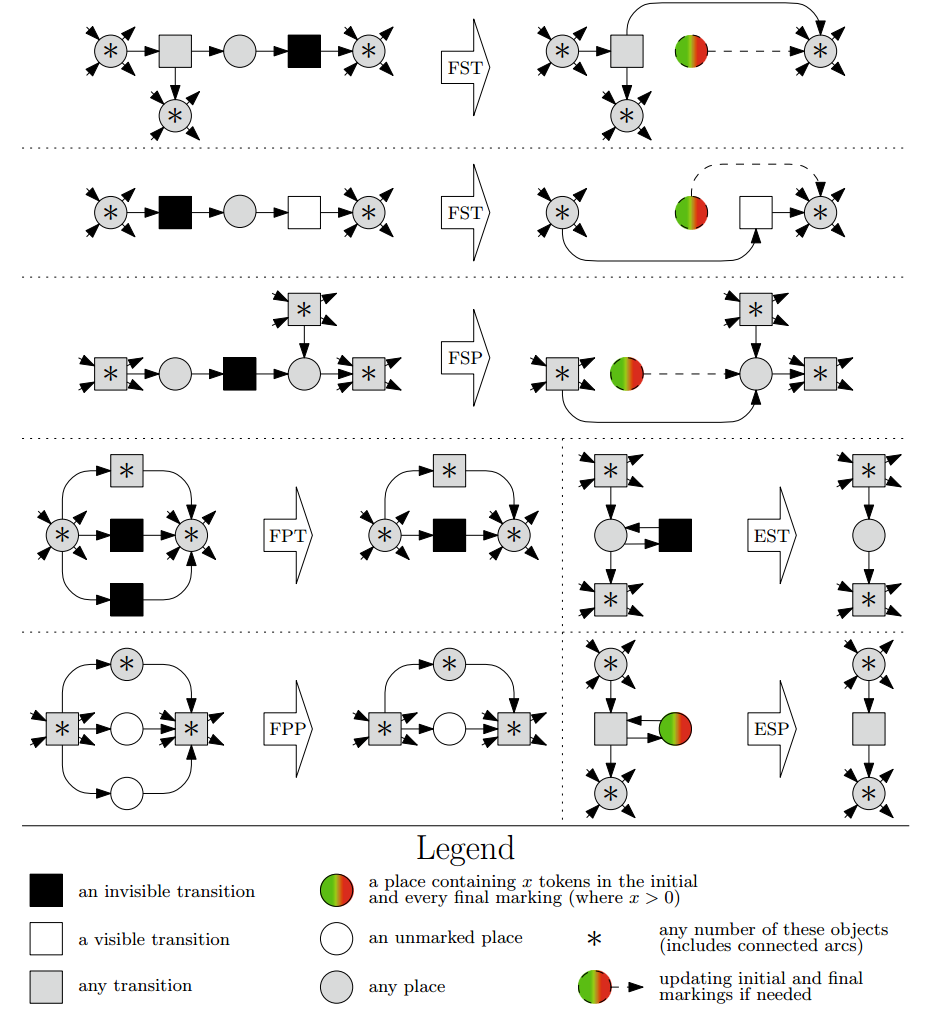 * * FST * *
* *
* * FST * *
* *
* * FSP * *
* * *
* * * * FPT * * EST
* *
* * * *
* * * * FPP * * ESP
* *
Legend
an invisible transition
a visible transition
any transition
a place containing x tokens in the initial
and every final marking (where x > 0)
an unmarked place
any place
* any number of these objects
(includes connected arcs)
updating initial and final
markings if needed